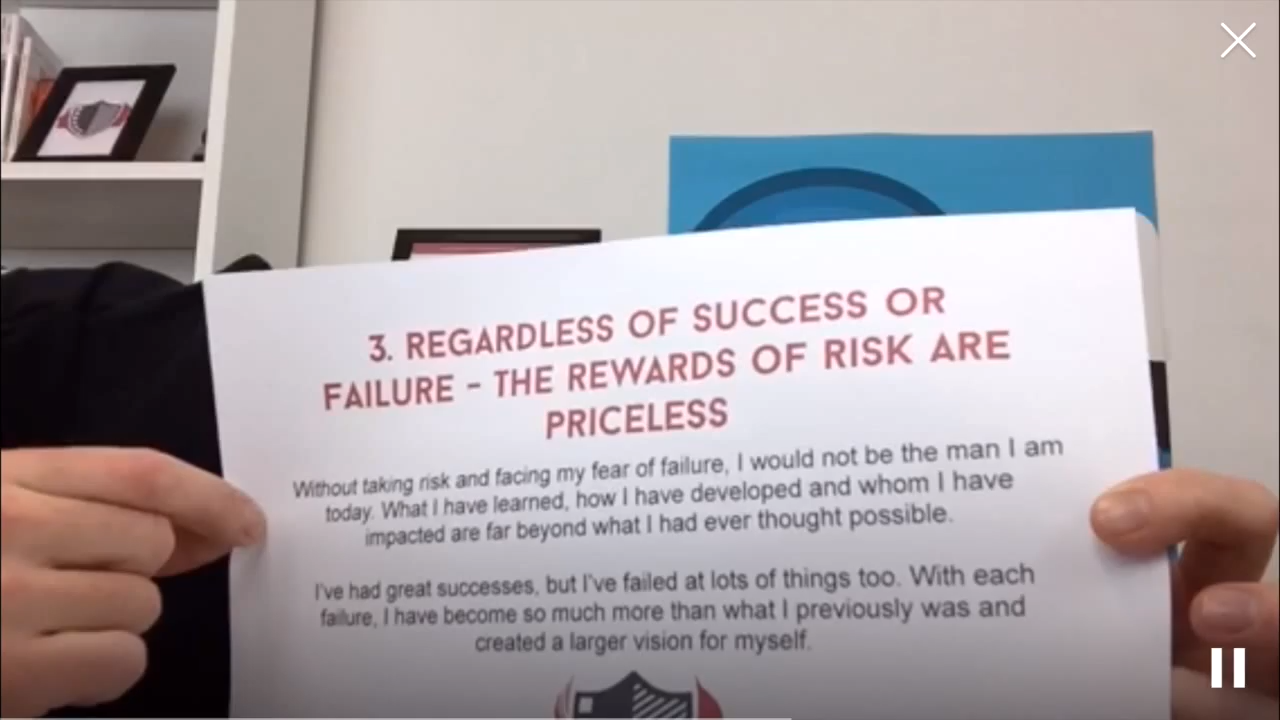 3. REGARDLESS OF SUCCESS OR
FAILURE - THE REWARDS OF RISK ARE
PRICELESS
Without taking risk and facing my fear of failure, I would not be the man I am
today. What I have learned, how I have developed and whom I have
impacted are far beyond what I had ever thought possible.
I've had great successes, but I've failed at lots of things too. With each
failure, I have become so much more than what I previously was and
created a larger vision for myself.